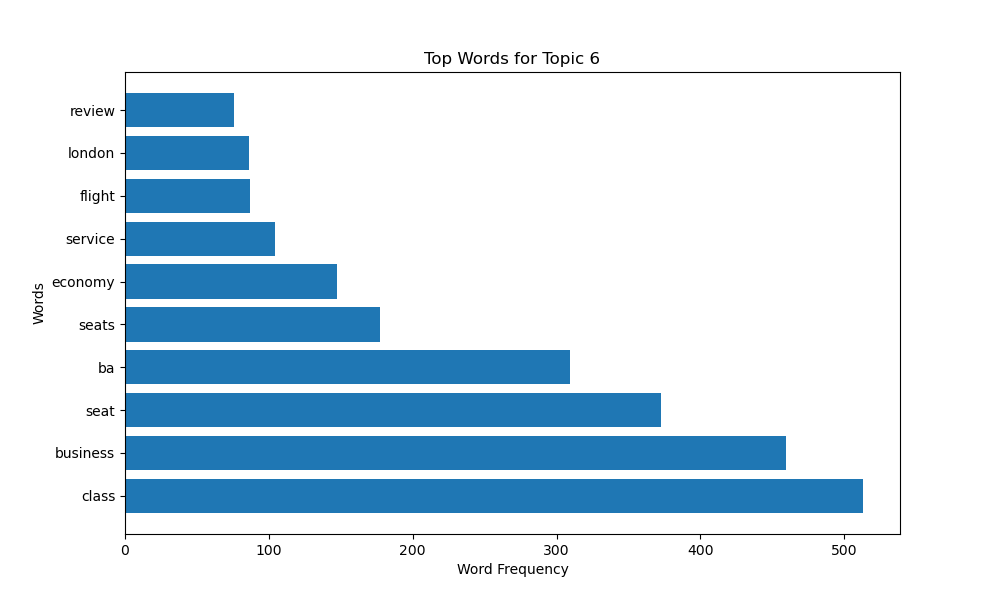 Top Words for Topic 6
review
london
flight
service
economy
seats
ba
seat
business
class
Words
0 100 200 300 400 500
Word Frequency